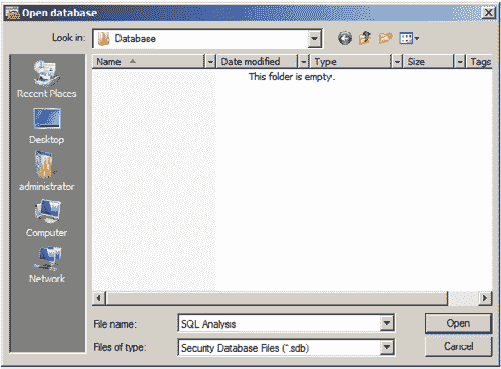 Open database
Look in: Database
Name Date modified Type Size Tags
This folder is empty.
Recent Places
Desktop
administrator
Computer
Network
File name: SQL Analysis Open
Files of type: Security Database Files (*.sdb) Cancel